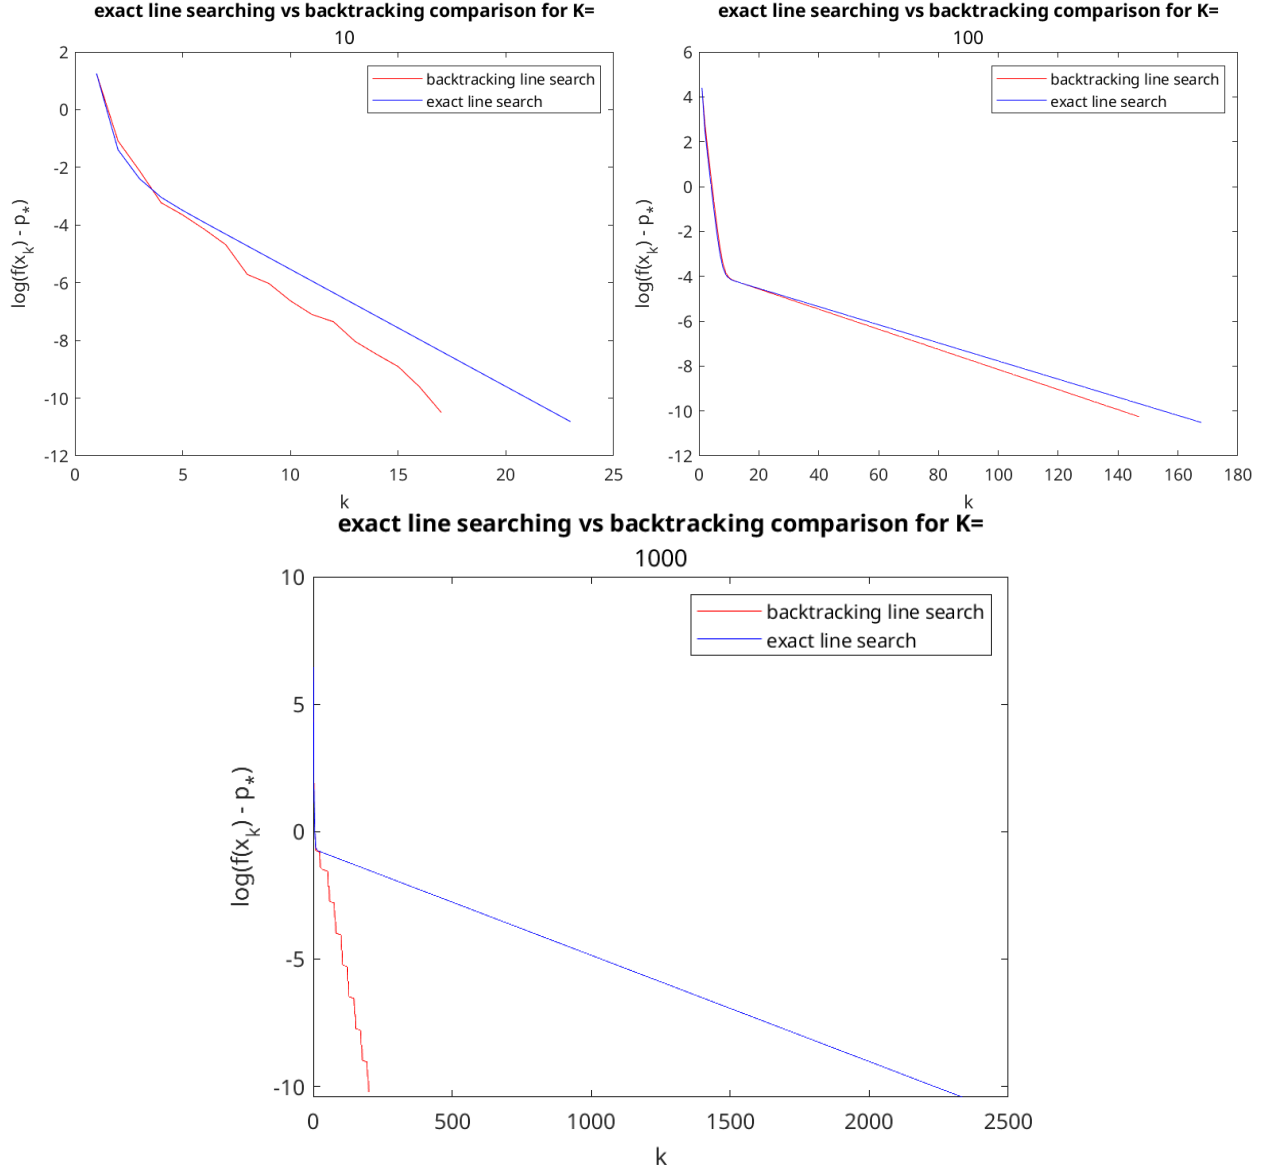 exact line searching vs backtracking comparison for K=
10
2
0
-2
-4
-6
-8
-10
-12
log(f(x_k) - p_*)
backtracking line search
exact line search
0 5 10 15 20 25
k
exact line searching vs backtracking comparison for K=
100
6
4
2
0
-2
-4
-6
-8
-10
-12
log(f(x_k) - p_*)
backtracking line search
exact line search
0 20 40 60 80 100 120 140 160 180
k
exact line searching vs backtracking comparison for K=
1000
10
5
0
-5
-10
log(f(x_k) - p_*)
backtracking line search
exact line search
0 500 1000 1500 2000 2500
k